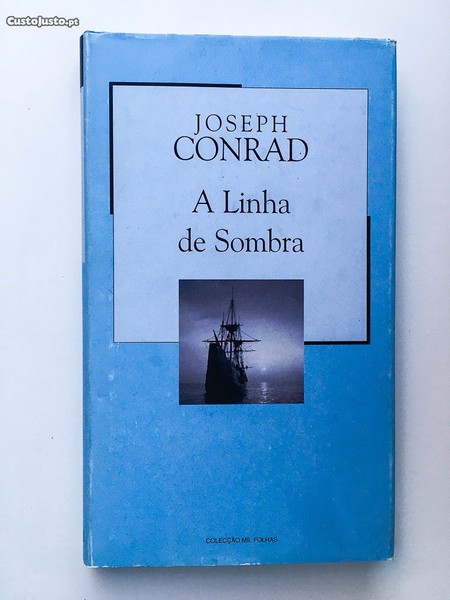 CustoJusto.pt
JOSEPH
CONRAD
A Linha
de Sombra
COLECÇÃO MIL FOLHAS